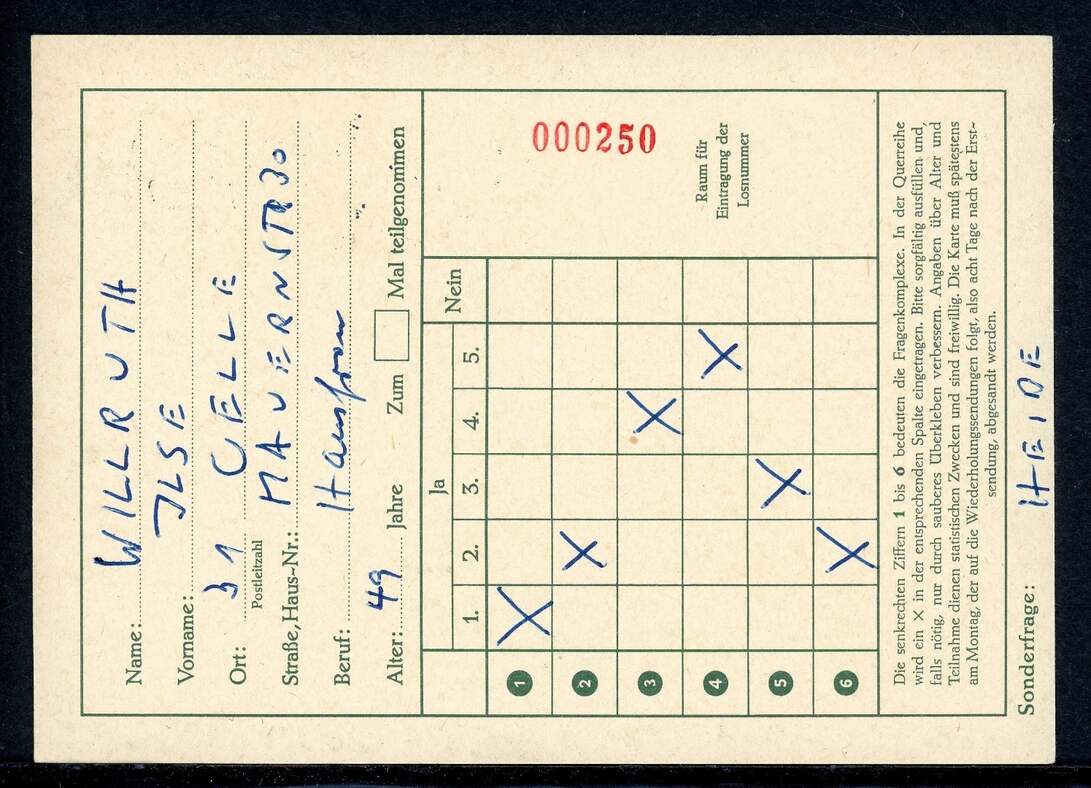 Name: WILLRUTH
Vorname: ILSE
Ort: 31 CELLE
Postleitzahl
Straße, Haus-Nr.: MAUERNSTR 30
Beruf: Hausfrau
Alter: 49 Jahre Zum Mal teilgenommen
Ja Nein
1. 2. 3. 4. 5.
1 X
2 X
3 X
4 X
5 X
6 X
000250
Raum für
Eintragung der
Losnummer
Die senkrechten Ziffern 1 bis 6 bedeuten die Fragenkomplexe. In der Querreihe
wird ein × in der entsprechenden Spalte eingetragen. Bitte sorgfältig ausfüllen und,
falls nötig, nur durch sauberes Überkleben verbessern. Angaben über Alter und
Teilnahme dienen statistischen Zwecken und sind freiwillig. Die Karte muß spätestens
am Montag, der auf die Wiederholungssendungen folgt, also acht Tage nach der Erst-
sendung, abgesandt werden.
Sonderfrage: HEIDE